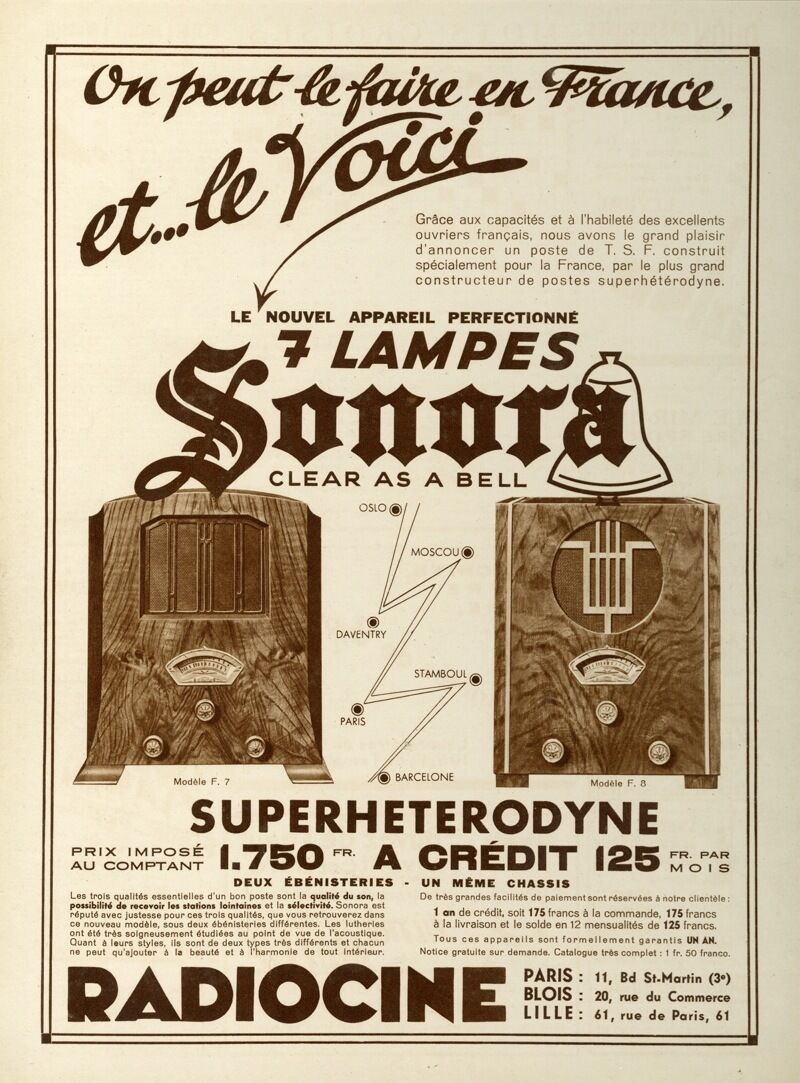 On peut le faire en France,
et...le Voici
Grâce aux capacités et à l'habileté des excellents
ouvriers français, nous avons le grand plaisir
d'annoncer un poste de T. S. F. construit
spécialement pour la France, par le plus grand
constructeur de postes superhétérodyne.
LE NOUVEL APPAREIL PERFECTIONNÉ
7 LAMPES
Sonora
CLEAR AS A BELL
OSLO
MOSCOU
DAVENTRY
STAMBOUL
PARIS
BARCELONE
Modèle F. 7
Modèle F. 8
SUPERHETERODYNE
PRIX IMPOSÉ
AU COMPTANT
1.750 FR. A CRÉDIT 125 FR. PAR
MOIS
DEUX ÉBÉNISTERIES - UN MÊME CHASSIS
Les trois qualités essentielles d'un bon poste sont la qualité du son, la
possibilité de recevoir les stations lointaines et la sélectivité. Sonora est
réputé avec justesse pour ces trois qualités, que vous retrouverez dans
ce nouveau modèle, sous deux ébénisteries différentes. Les lutheries
ont été très soigneusement étudiées au point de vue de l'acoustique.
Quant à leurs styles, ils sont de deux types très différents et chacun
ne peut qu'ajouter à la beauté et à l'harmonie de tout intérieur.
De très grandes facilités de paiement sont réservées à notre clientèle :
1 an de crédit, soit 175 francs à la commande, 175 francs
à la livraison et le solde en 12 mensualités de 125 francs.
Tous ces appareils sont formellement garantis UN AN.
Notice gratuite sur demande. Catalogue très complet : 1 fr. 50 franco.
RADIOCINE
PARIS : 11, Bd St-Martin (3e)
BLOIS : 20, rue du Commerce
LILLE : 61, rue de Paris, 61